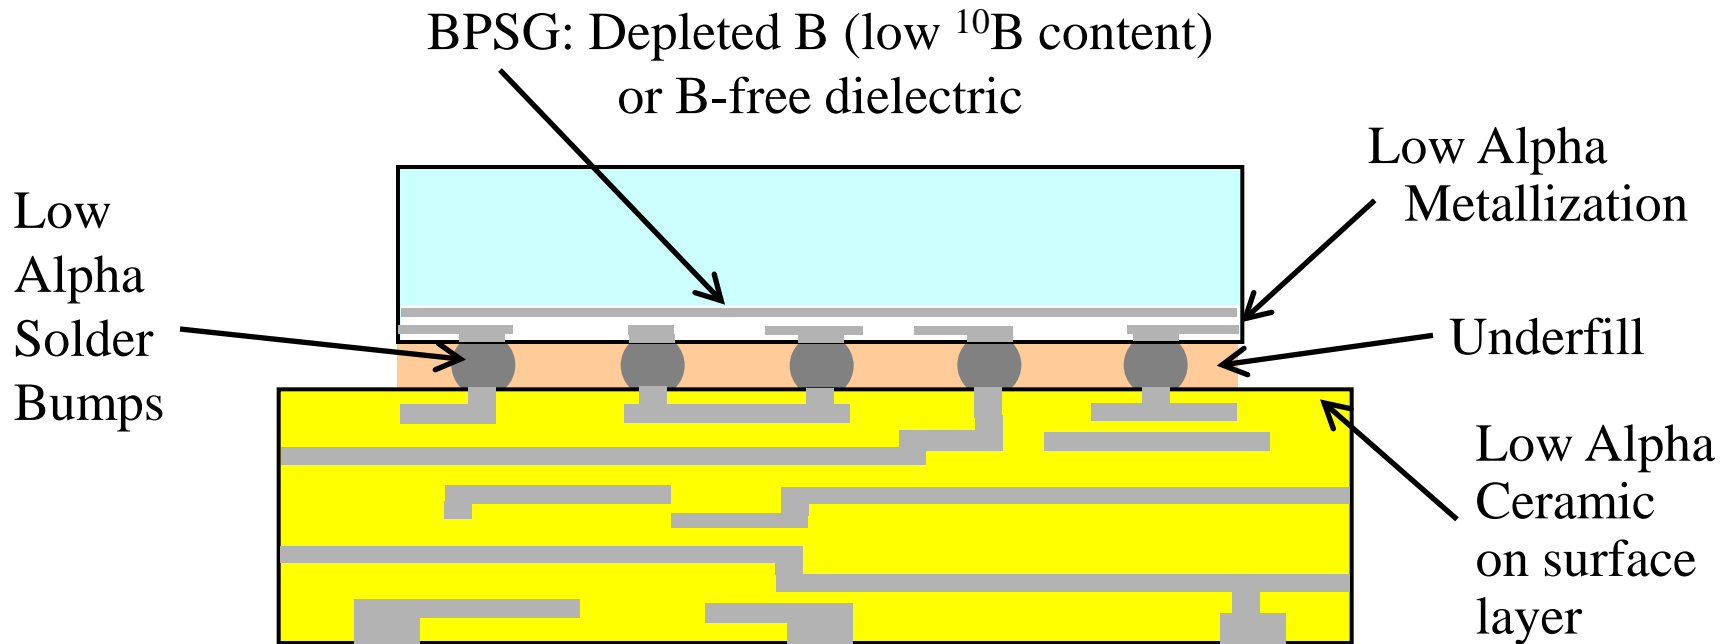 BPSG: Depleted B (low ¹⁰B content)
or B-free dielectric
Low Alpha
Metallization
Low
Alpha
Solder
Bumps
Underfill
Low Alpha
Ceramic
on surface
layer